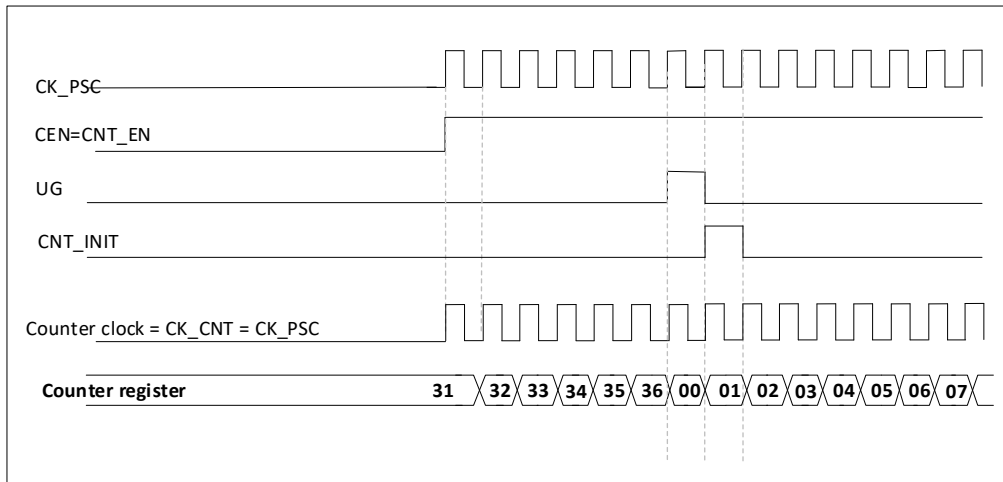 CK_PSC
CEN=CNT_EN
UG
CNT_INIT
Counter clock = CK_CNT = CK_PSC
Counter register 31 32 33 34 35 36 00 01 02 03 04 05 06 07